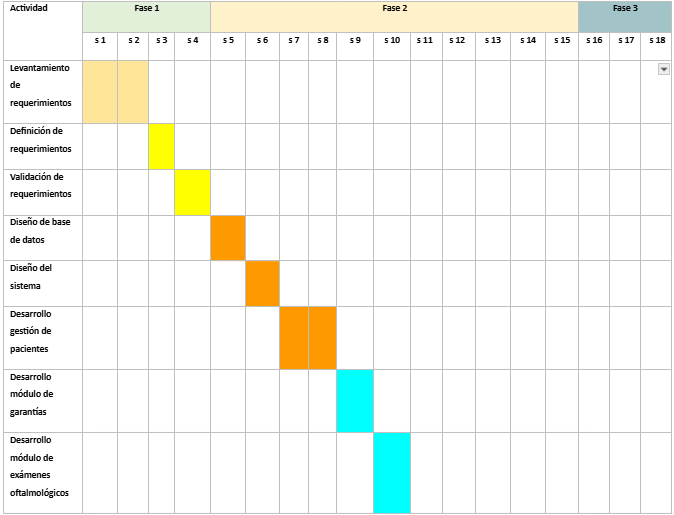 Actividad Fase 1 Fase 2 Fase 3
s 1 s 2 s 3 s 4 s 5 s 6 s 7 s 8 s 9 s 10 s 11 s 12 s 13 s 14 s 15 s 16 s 17 s 18
Levantamiento
de
requerimientos
Definición de
requerimientos
Validación de
requerimientos
Diseño de base
de datos
Diseño del
sistema
Desarrollo
gestión de
pacientes
Desarrollo
módulo de
garantías
Desarrollo
módulo de
exámenes
oftalmológicos